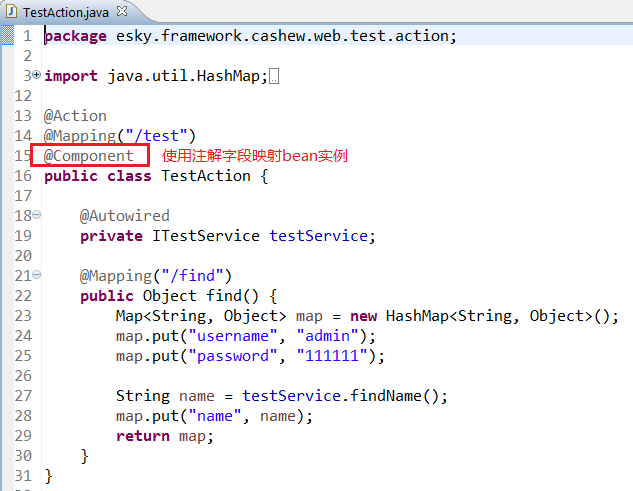 TestAction.java
1 package esky.framework.cashew.web.test.action;
2
3 import java.util.HashMap;
12
13 @Action
14 @Mapping("/test")
15 @Component 使用注解字段映射bean实例
16 public class TestAction {
17
18 @Autowired
19 private ITestService testService;
20
21 @Mapping("/find")
22 public Object find() {
23 Map<String, Object> map = new HashMap<String, Object>();
24 map.put("username", "admin");
25 map.put("password", "111111");
26
27 String name = testService.findName();
28 map.put("name", name);
29 return map;
30 }
31 }